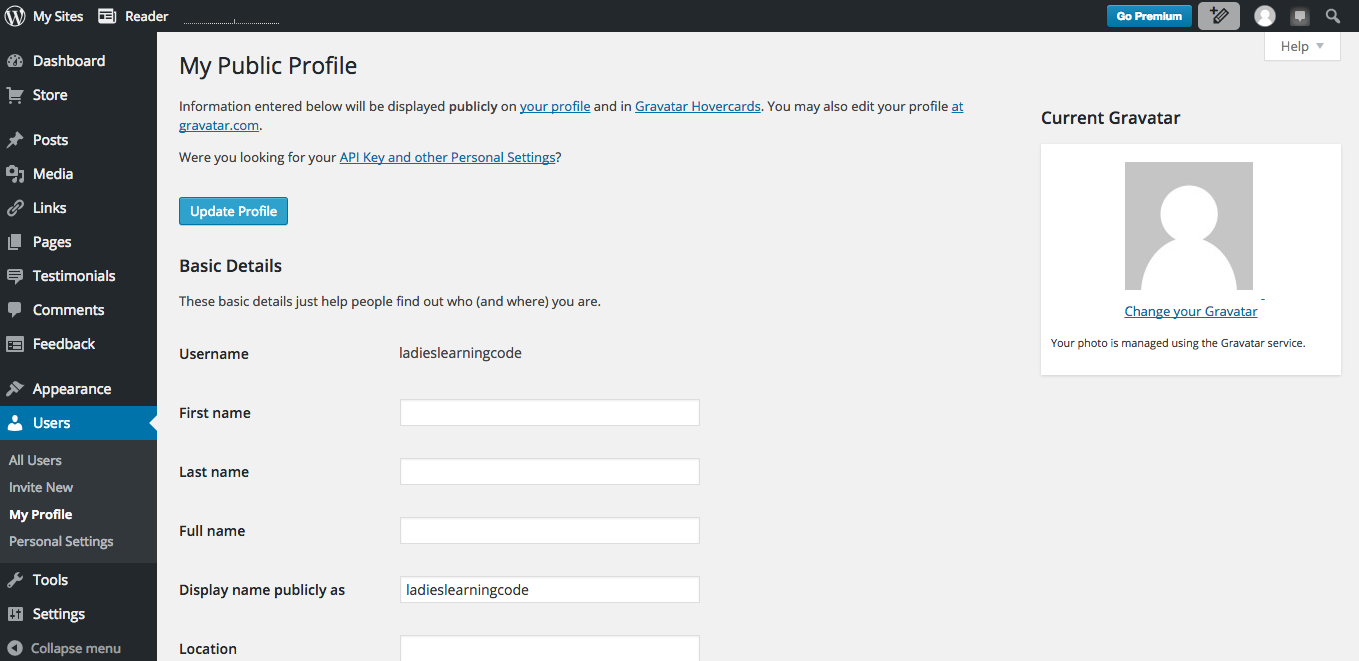 My Sites Reader Go Premium
Help
Dashboard
Store
Posts
Media
Links
Pages
Testimonials
Comments
Feedback
Appearance
Users
All Users
Invite New
My Profile
Personal Settings
Tools
Settings
Collapse menu
My Public Profile
Information entered below will be displayed publicly on your profile and in Gravatar Hovercards. You may also edit your profile at
gravatar.com.
Were you looking for your API Key and other Personal Settings?
Update Profile
Basic Details
These basic details just help people find out who (and where) you are.
Username ladieslearningcode
First name
Last name
Full name
Display name publicly as ladieslearningcode
Location
Current Gravatar
Change your Gravatar
Your photo is managed using the Gravatar service.